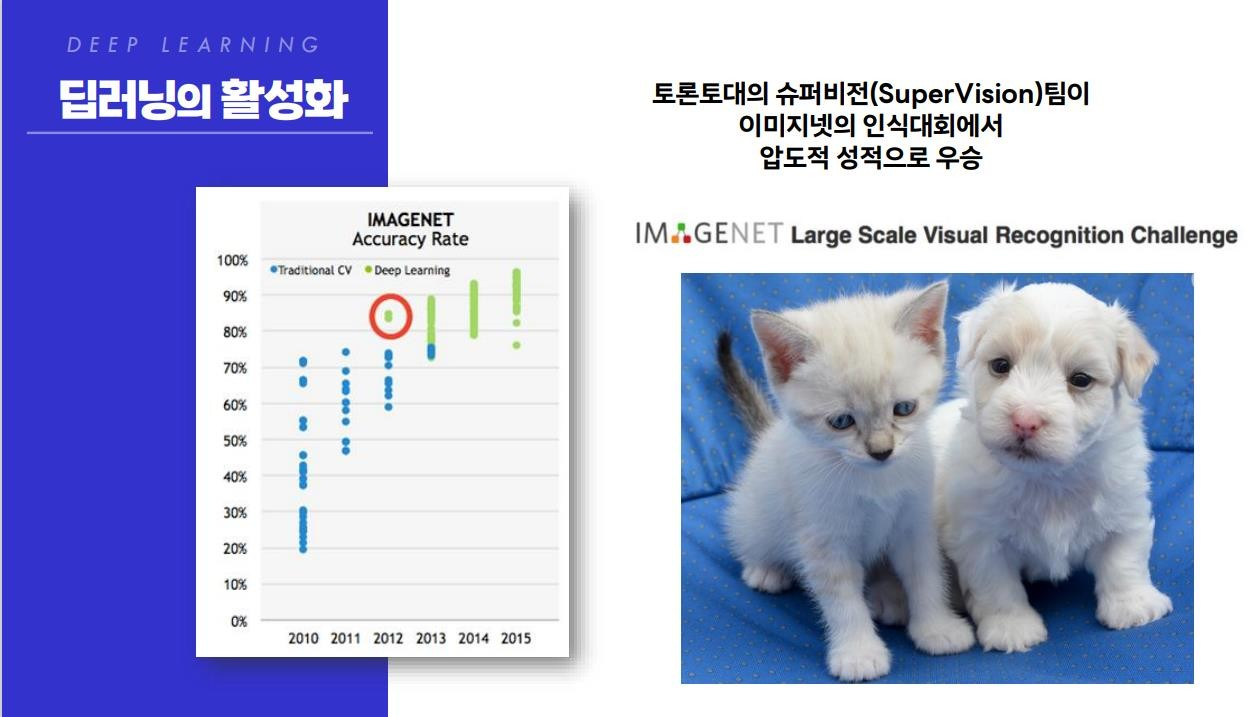 DEEP LEARNING
딥러닝의 활성화
토론토대의 슈퍼비전(SuperVision)팀이
이미지넷의 인식대회에서
압도적 성적으로 우승
IMAGENET
Accuracy Rate
Traditional CV Deep Learning
100%
90%
80%
70%
60%
50%
40%
30%
20%
10%
0%
2010 2011 2012 2013 2014 2015
IMAGENET Large Scale Visual Recognition Challenge